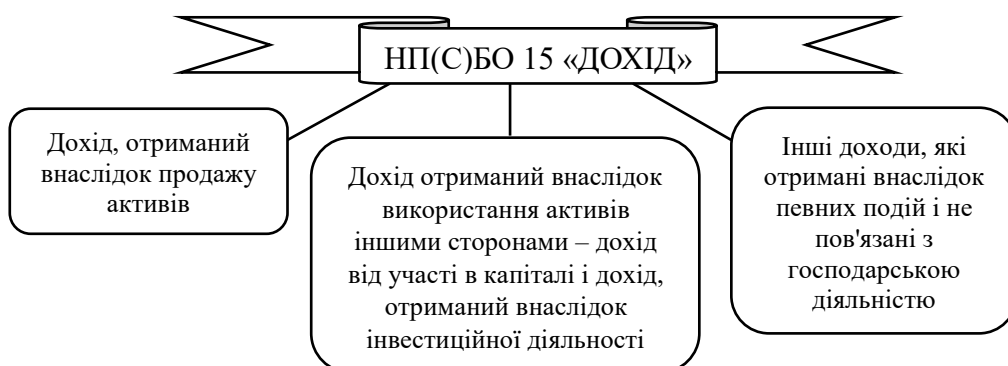 НП(С)БО 15 «ДОХІД»
Дохід, отриманий
внаслідок продажу
активів
Дохід отриманий внаслідок
використання активів
іншими сторонами – дохід
від участі в капіталі і дохід,
отриманий внаслідок
інвестиційної діяльності
Інші доходи, які
отримані внаслідок
певних подій і не
пов'язані з
господарською
діяльністю